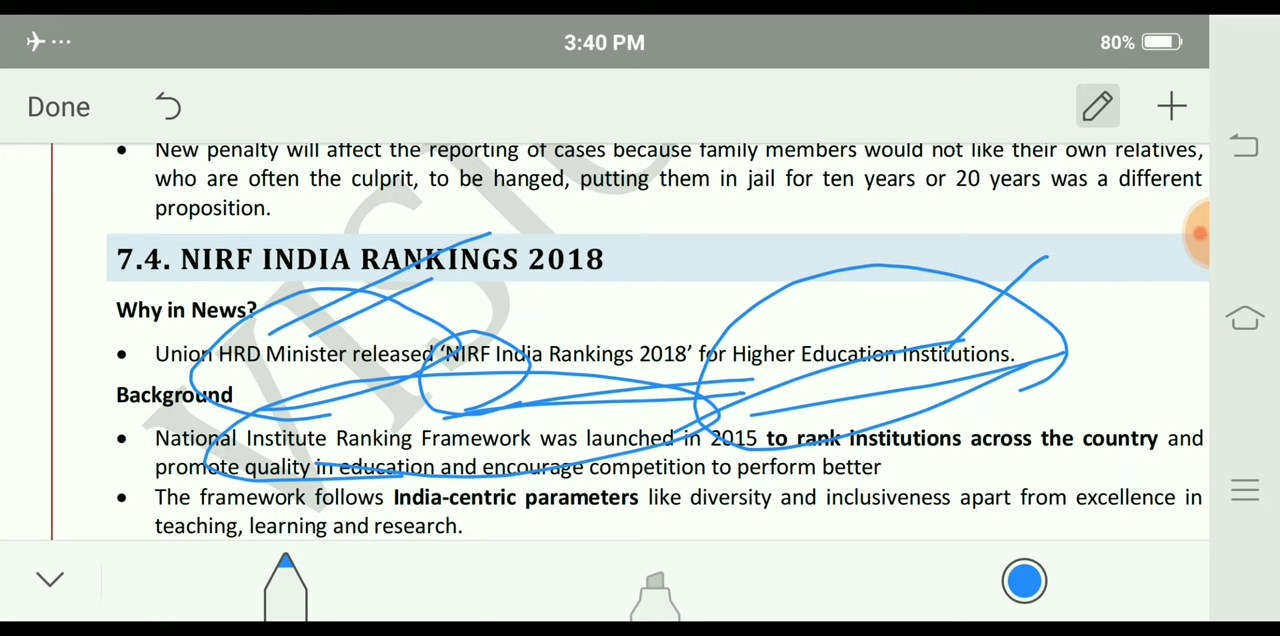 3:40 PM
80%
Done
• New penalty will affect the reporting of cases because family members would not like their own relatives,
who are often the culprit, to be hanged, putting them in jail for ten years or 20 years was a different
proposition.
7.4. NIRF INDIA RANKINGS 2018
Why in News?
• Union HRD Minister released ‘NIRF India Rankings 2018’ for Higher Education Institutions.
Background
• National Institute Ranking Framework was launched in 2015 to rank institutions across the country and
promote quality in education and encourage competition to perform better
• The framework follows India-centric parameters like diversity and inclusiveness apart from excellence in
teaching, learning and research.